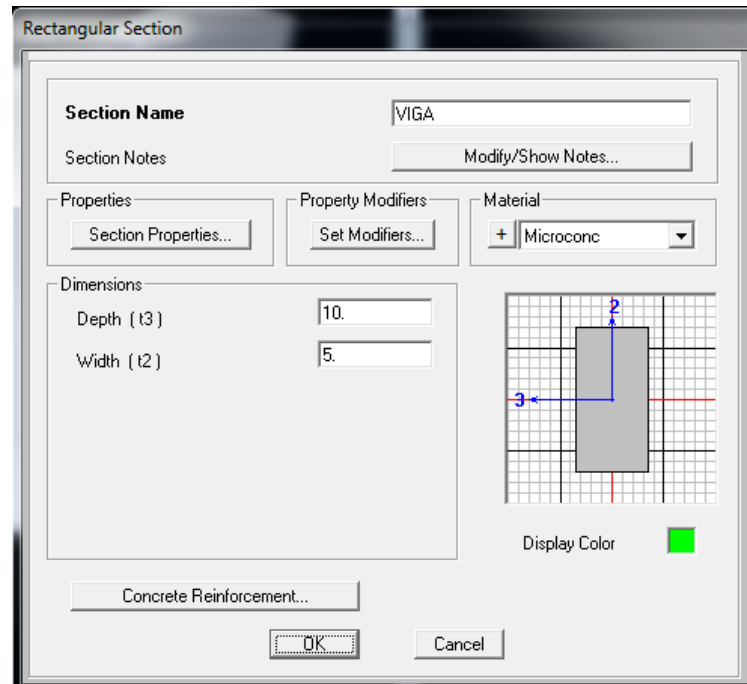 Rectangular Section
Section Name VIGA
Section Notes Modify/Show Notes...
Properties Property Modifiers Material
Section Properties... Set Modifiers... + Microconc
Dimensions
Depth ( t3 ) 10.
Width ( t2 ) 5.
2
3
Display Color
Concrete Reinforcement...
OK Cancel